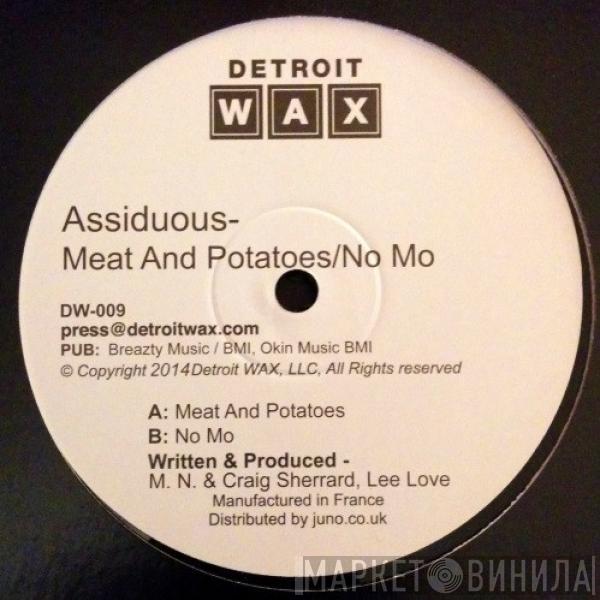 DETROIT
WAX
Assiduous-
Meat And Potatoes/No Mo
DW-009
press@detroitwax.com
PUB: Breazty Music / BMI, Okin Music BMI
© Copyright 2014 Detroit WAX, LLC, All Rights reserved
A: Meat And Potatoes
B: No Mo
Written & Produced -
M. N. & Craig Sherrard, Lee Love
Manufactured in France
Distributed by juno.co.uk
МАРКЕТ ВИНИЛА